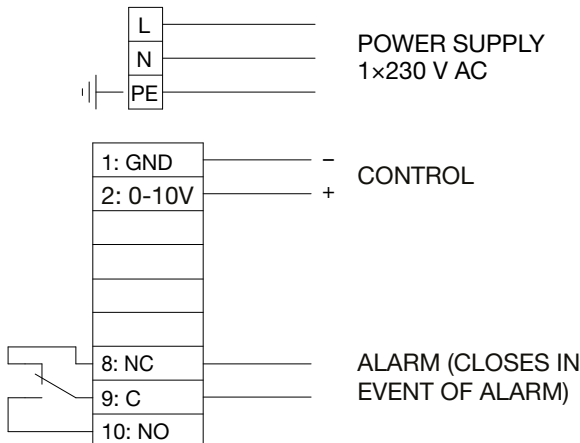 L
N
PE
POWER SUPPLY
1×230 V AC
1: GND
–
2: 0-10V
+
CONTROL
8: NC
9: C
10: NO
ALARM (CLOSES IN
EVENT OF ALARM)